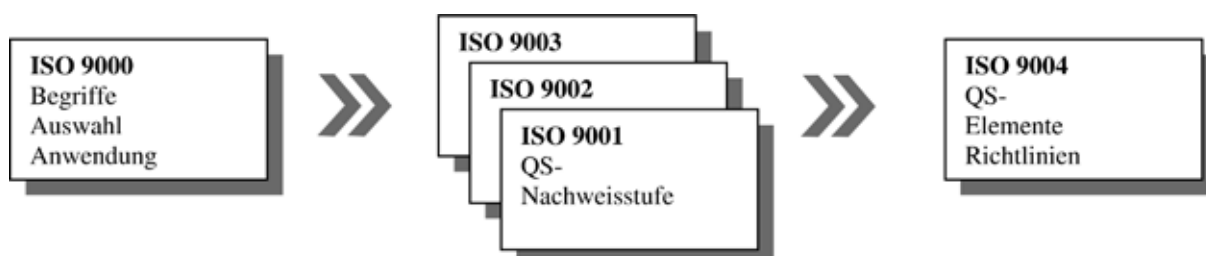 ISO 9000
Begriffe
Auswahl
Anwendung
ISO 9003
ISO 9002
ISO 9001
QS-
Nachweisstufe
ISO 9004
QS-
Elemente
Richtlinien